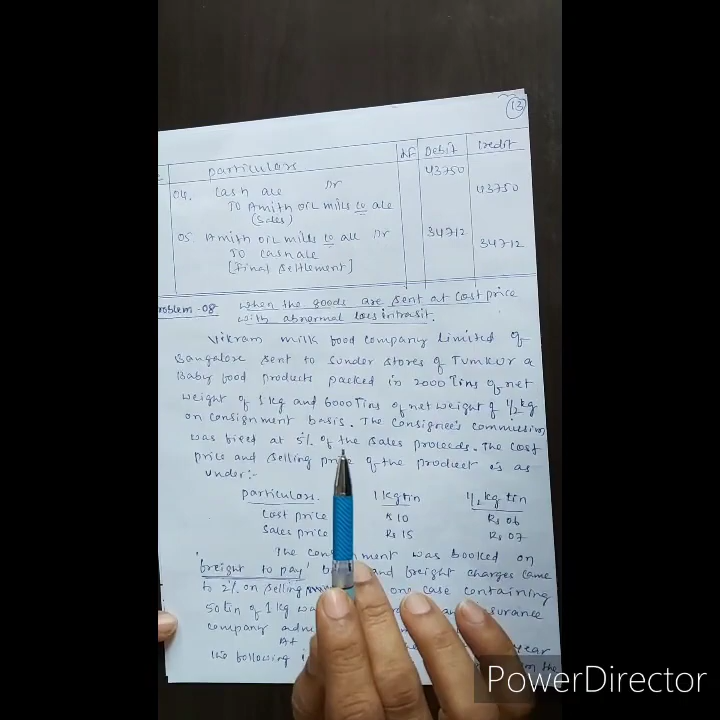 13
particulars LF Debit Credit
04. Cash a/c Dr 43750
To Amith oil mills Co a/c 43750
(Sales)
05 Amith oil mills Co a/c Dr 34712
To cash a/c 34712
[Final Settlement]
problem -08 when the goods are sent at cost price
with abnormal loss intrasit.
Vikram milk food company Limited of
Bangalore sent to Sunder stores of Tumkur a
Baby food products packed in 2000 Tins of net
weight of 1 kg and 6000 Tins of net weight of 1/2 kg
on consignment basis. The consignee's commission
was fixed at 5% of the sales proceeds. The cost
price and selling price of the product is as
under:-
particulars. 1 kg tin 1/2 kg tin
Cost price Rs 10 Rs 06
Sales price Rs 15 Rs 07
The was booked on
'freight to pay' and freight charges came
to 2% on selling one case containing
50 tin of 1 kg insurance
company
At year
the following the
PowerDirector